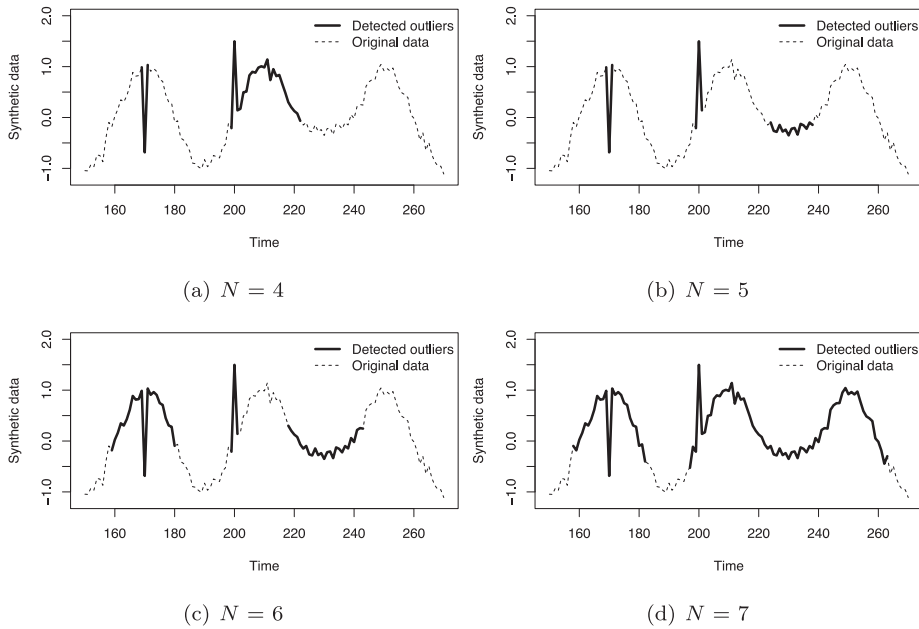 2.0
1.0
0.0
−1.0
Synthetic data
Detected outliers
Original data
160 180 200 220 240 260
Time
(a) N = 4
2.0
1.0
0.0
−1.0
Synthetic data
Detected outliers
Original data
160 180 200 220 240 260
Time
(b) N = 5
2.0
1.0
0.0
−1.0
Synthetic data
Detected outliers
Original data
160 180 200 220 240 260
Time
(c) N = 6
2.0
1.0
0.0
−1.0
Synthetic data
Detected outliers
Original data
160 180 200 220 240 260
Time
(d) N = 7